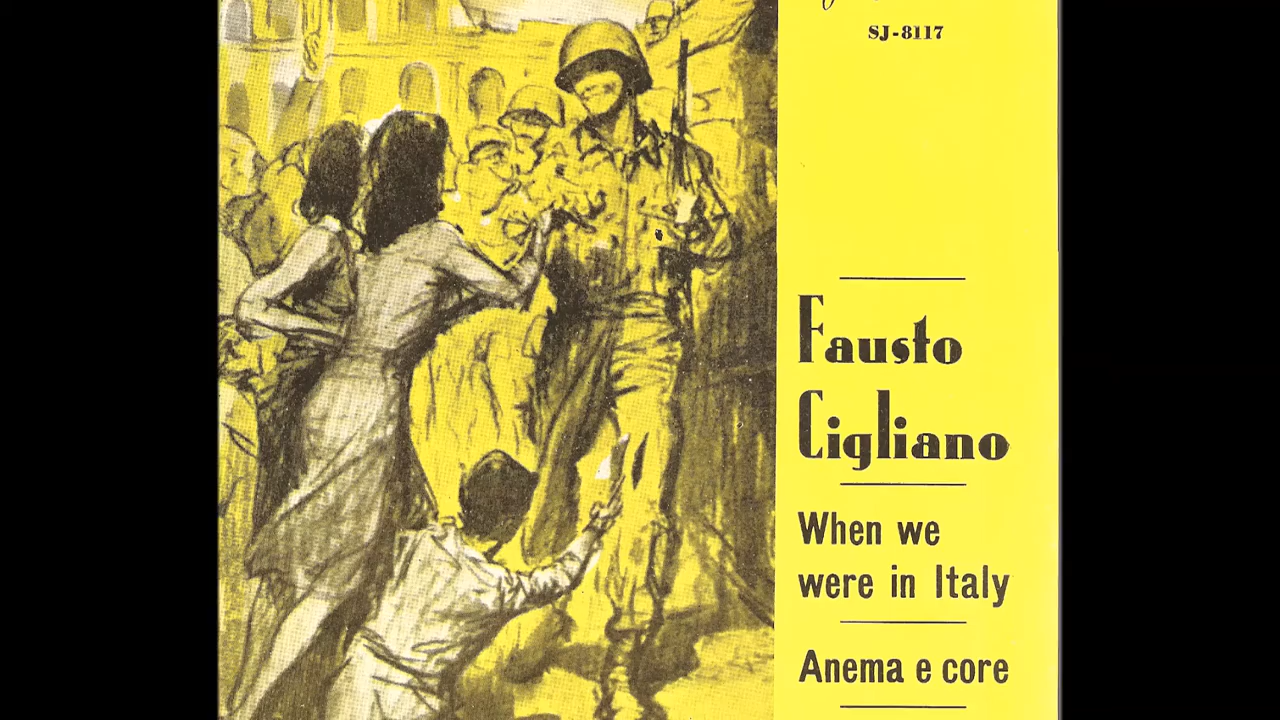 SJ-8117
Fausto
Cigliano
When we
were in Italy
Anema e core